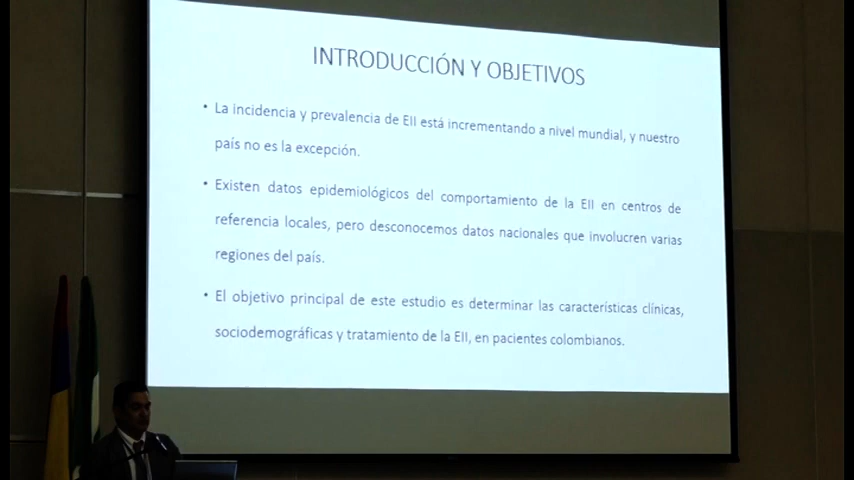 INTRODUCCIÓN Y OBJETIVOS
• La incidencia y prevalencia de EII está incrementando a nivel mundial, y nuestro
país no es la excepción.
• Existen datos epidemiológicos del comportamiento de la EII en centros de
referencia locales, pero desconocemos datos nacionales que involucren varias
regiones del país.
• El objetivo principal de este estudio es determinar las características clínicas,
sociodemográficas y tratamiento de la EII, en pacientes colombianos.